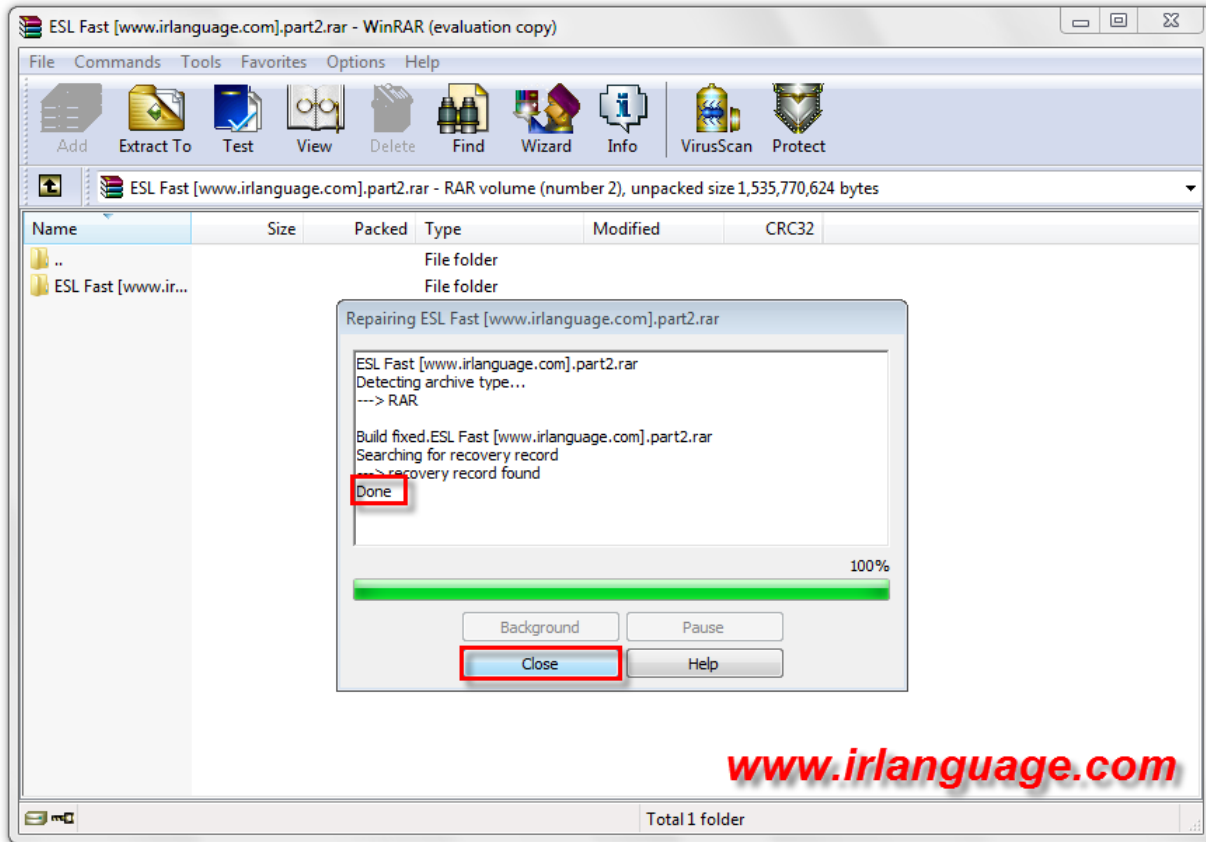 ESL Fast [www.irlanguage.com].part2.rar - WinRAR (evaluation copy)
File Commands Tools Favorites Options Help
Add Extract To Test View Delete Find Wizard Info VirusScan Protect
ESL Fast [www.irlanguage.com].part2.rar - RAR volume (number 2), unpacked size 1,535,770,624 bytes
Name Size Packed Type Modified CRC32
.. File folder
ESL Fast [www.ir... File folder
Repairing ESL Fast [www.irlanguage.com].part2.rar
ESL Fast [www.irlanguage.com].part2.rar
Detecting archive type...
---> RAR
Build fixed.ESL Fast [www.irlanguage.com].part2.rar
Searching for recovery record
---> recovery record found
Done
100%
Background Pause
Close Help
www.irlanguage.com
Total 1 folder